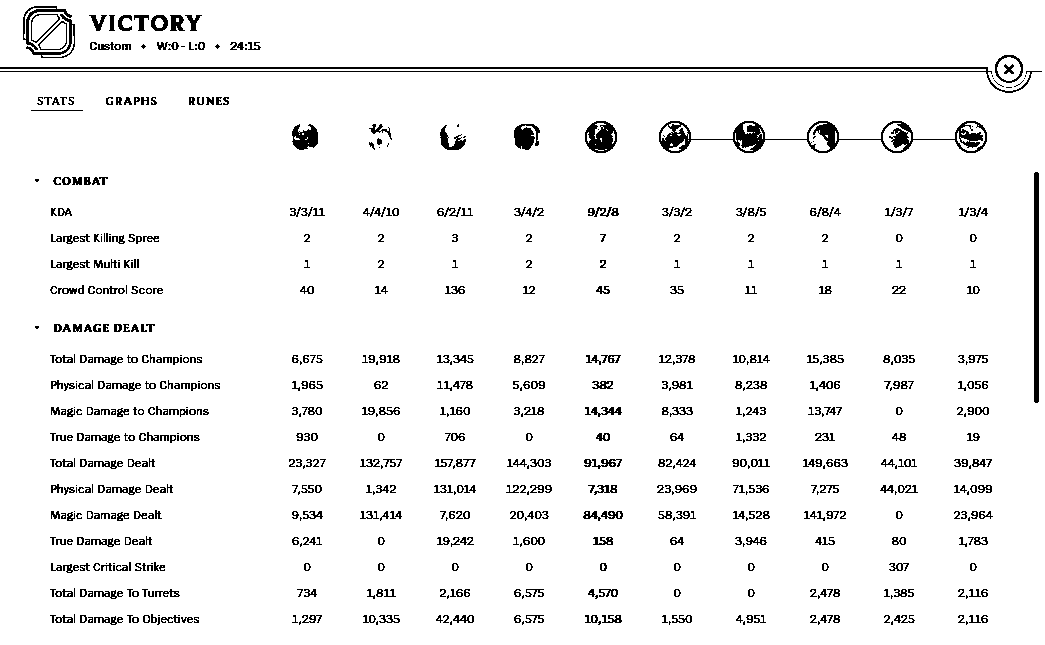 VICTORY
Custom • W:0 - L:0 • 24:15
STATS GRAPHS RUNES
COMBAT
KDA 3/3/11 4/4/10 6/2/11 3/4/2 9/2/8 3/3/2 3/8/5 6/8/4 1/3/7 1/3/4
Largest Killing Spree 2 2 3 2 7 2 2 2 0 0
Largest Multi Kill 1 2 1 2 2 1 1 1 1 1
Crowd Control Score 40 14 136 12 45 35 11 18 22 10
DAMAGE DEALT
Total Damage to Champions 6,675 19,918 13,345 8,827 14,767 12,378 10,814 15,385 8,035 3,975
Physical Damage to Champions 1,965 62 11,478 5,609 382 3,981 8,238 1,406 7,987 1,056
Magic Damage to Champions 3,780 19,856 1,160 3,218 14,344 8,333 1,243 13,747 0 2,900
True Damage to Champions 930 0 706 0 40 64 1,332 231 48 19
Total Damage Dealt 23,327 132,757 157,877 144,303 91,967 82,424 90,011 149,663 44,101 39,847
Physical Damage Dealt 7,550 1,342 131,014 122,299 7,318 23,969 71,536 7,275 44,021 14,099
Magic Damage Dealt 9,534 131,414 7,620 20,403 84,490 58,391 14,528 141,972 0 23,964
True Damage Dealt 6,241 0 19,242 1,600 158 64 3,946 415 80 1,783
Largest Critical Strike 0 0 0 0 0 0 0 0 307 0
Total Damage To Turrets 734 1,811 2,166 6,575 4,570 0 0 2,478 1,385 2,116
Total Damage To Objectives 1,297 10,335 42,440 6,575 10,158 1,550 4,951 2,478 2,425 2,116